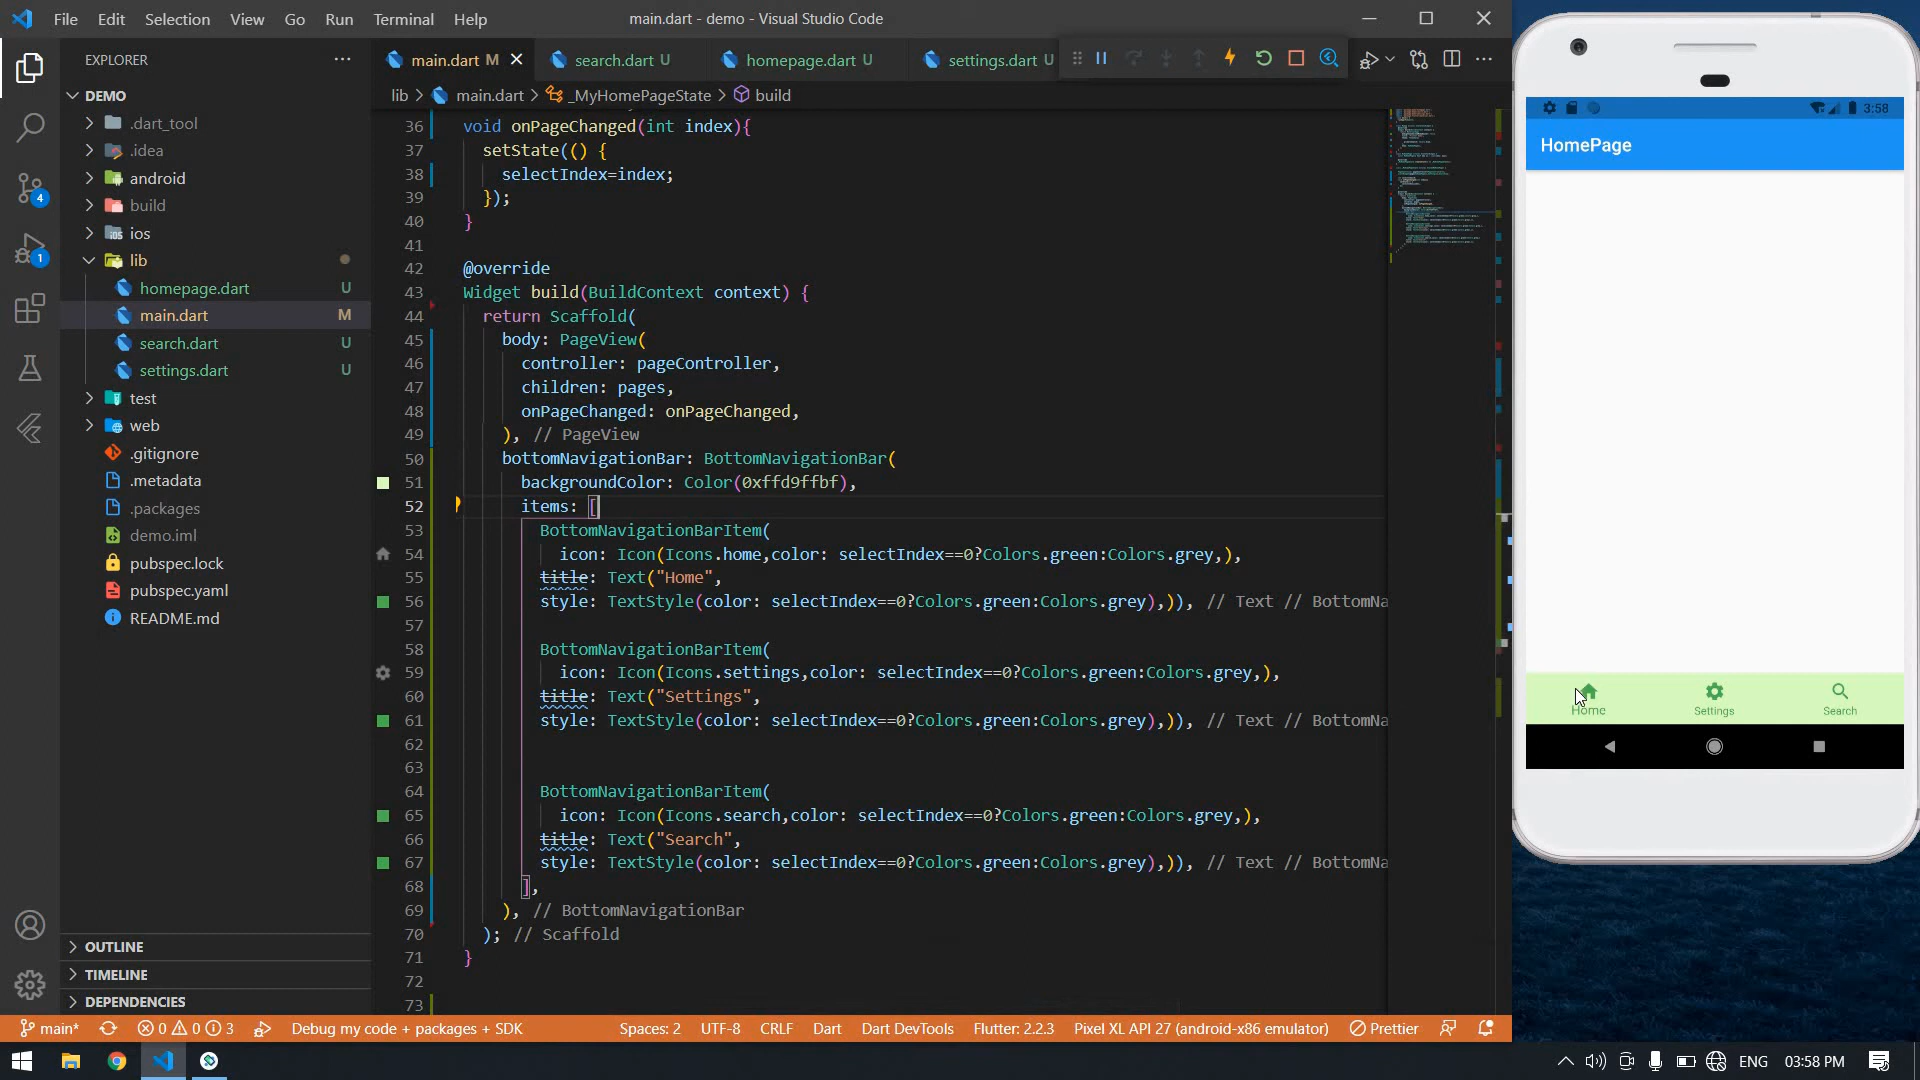 File Edit Selection View Go Run Terminal Help
main.dart - demo - Visual Studio Code
EXPLORER
DEMO
.dart_tool
.idea
android
build
ios
lib
homepage.dart U
main.dart M
search.dart U
settings.dart U
test
web
.gitignore
.metadata
.packages
demo.iml
pubspec.lock
pubspec.yaml
README.md
OUTLINE
TIMELINE
DEPENDENCIES
4
1
main.dart M search.dart U homepage.dart U settings.dart U
lib > main.dart > _MyHomePageState > build
36 void onPageChanged(int index){
37 setState(() {
38 selectIndex=index;
39 });
40 }
41
42 @override
43 Widget build(BuildContext context) {
44 return Scaffold(
45 body: PageView(
46 controller: pageController,
47 children: pages,
48 onPageChanged: onPageChanged,
49 ), // PageView
50 bottomNavigationBar: BottomNavigationBar(
51 backgroundColor: Color(0xffd9ffbf),
52 items: [
53 BottomNavigationBarItem(
54 icon: Icon(Icons.home,color: selectIndex==0?Colors.green:Colors.grey,),
55 title: Text("Home",
56 style: TextStyle(color: selectIndex==0?Colors.green:Colors.grey),)), // Text // BottomNa
57
58 BottomNavigationBarItem(
59 icon: Icon(Icons.settings,color: selectIndex==0?Colors.green:Colors.grey,),
60 title: Text("Settings",
61 style: TextStyle(color: selectIndex==0?Colors.green:Colors.grey),)), // Text // BottomNa
62
63
64 BottomNavigationBarItem(
65 icon: Icon(Icons.search,color: selectIndex==0?Colors.green:Colors.grey,),
66 title: Text("Search",
67 style: TextStyle(color: selectIndex==0?Colors.green:Colors.grey),)), // Text // BottomNa
68 ],
69 ), // BottomNavigationBar
70 ); // Scaffold
71 }
72
73
3:58
HomePage
Home Settings Search
main* 0 0 3 Debug my code + packages + SDK Spaces: 2 UTF-8 CRLF Dart Dart DevTools Flutter: 2.2.3 Pixel XL API 27 (android-x86 emulator) Prettier
ENG 03:58 PM